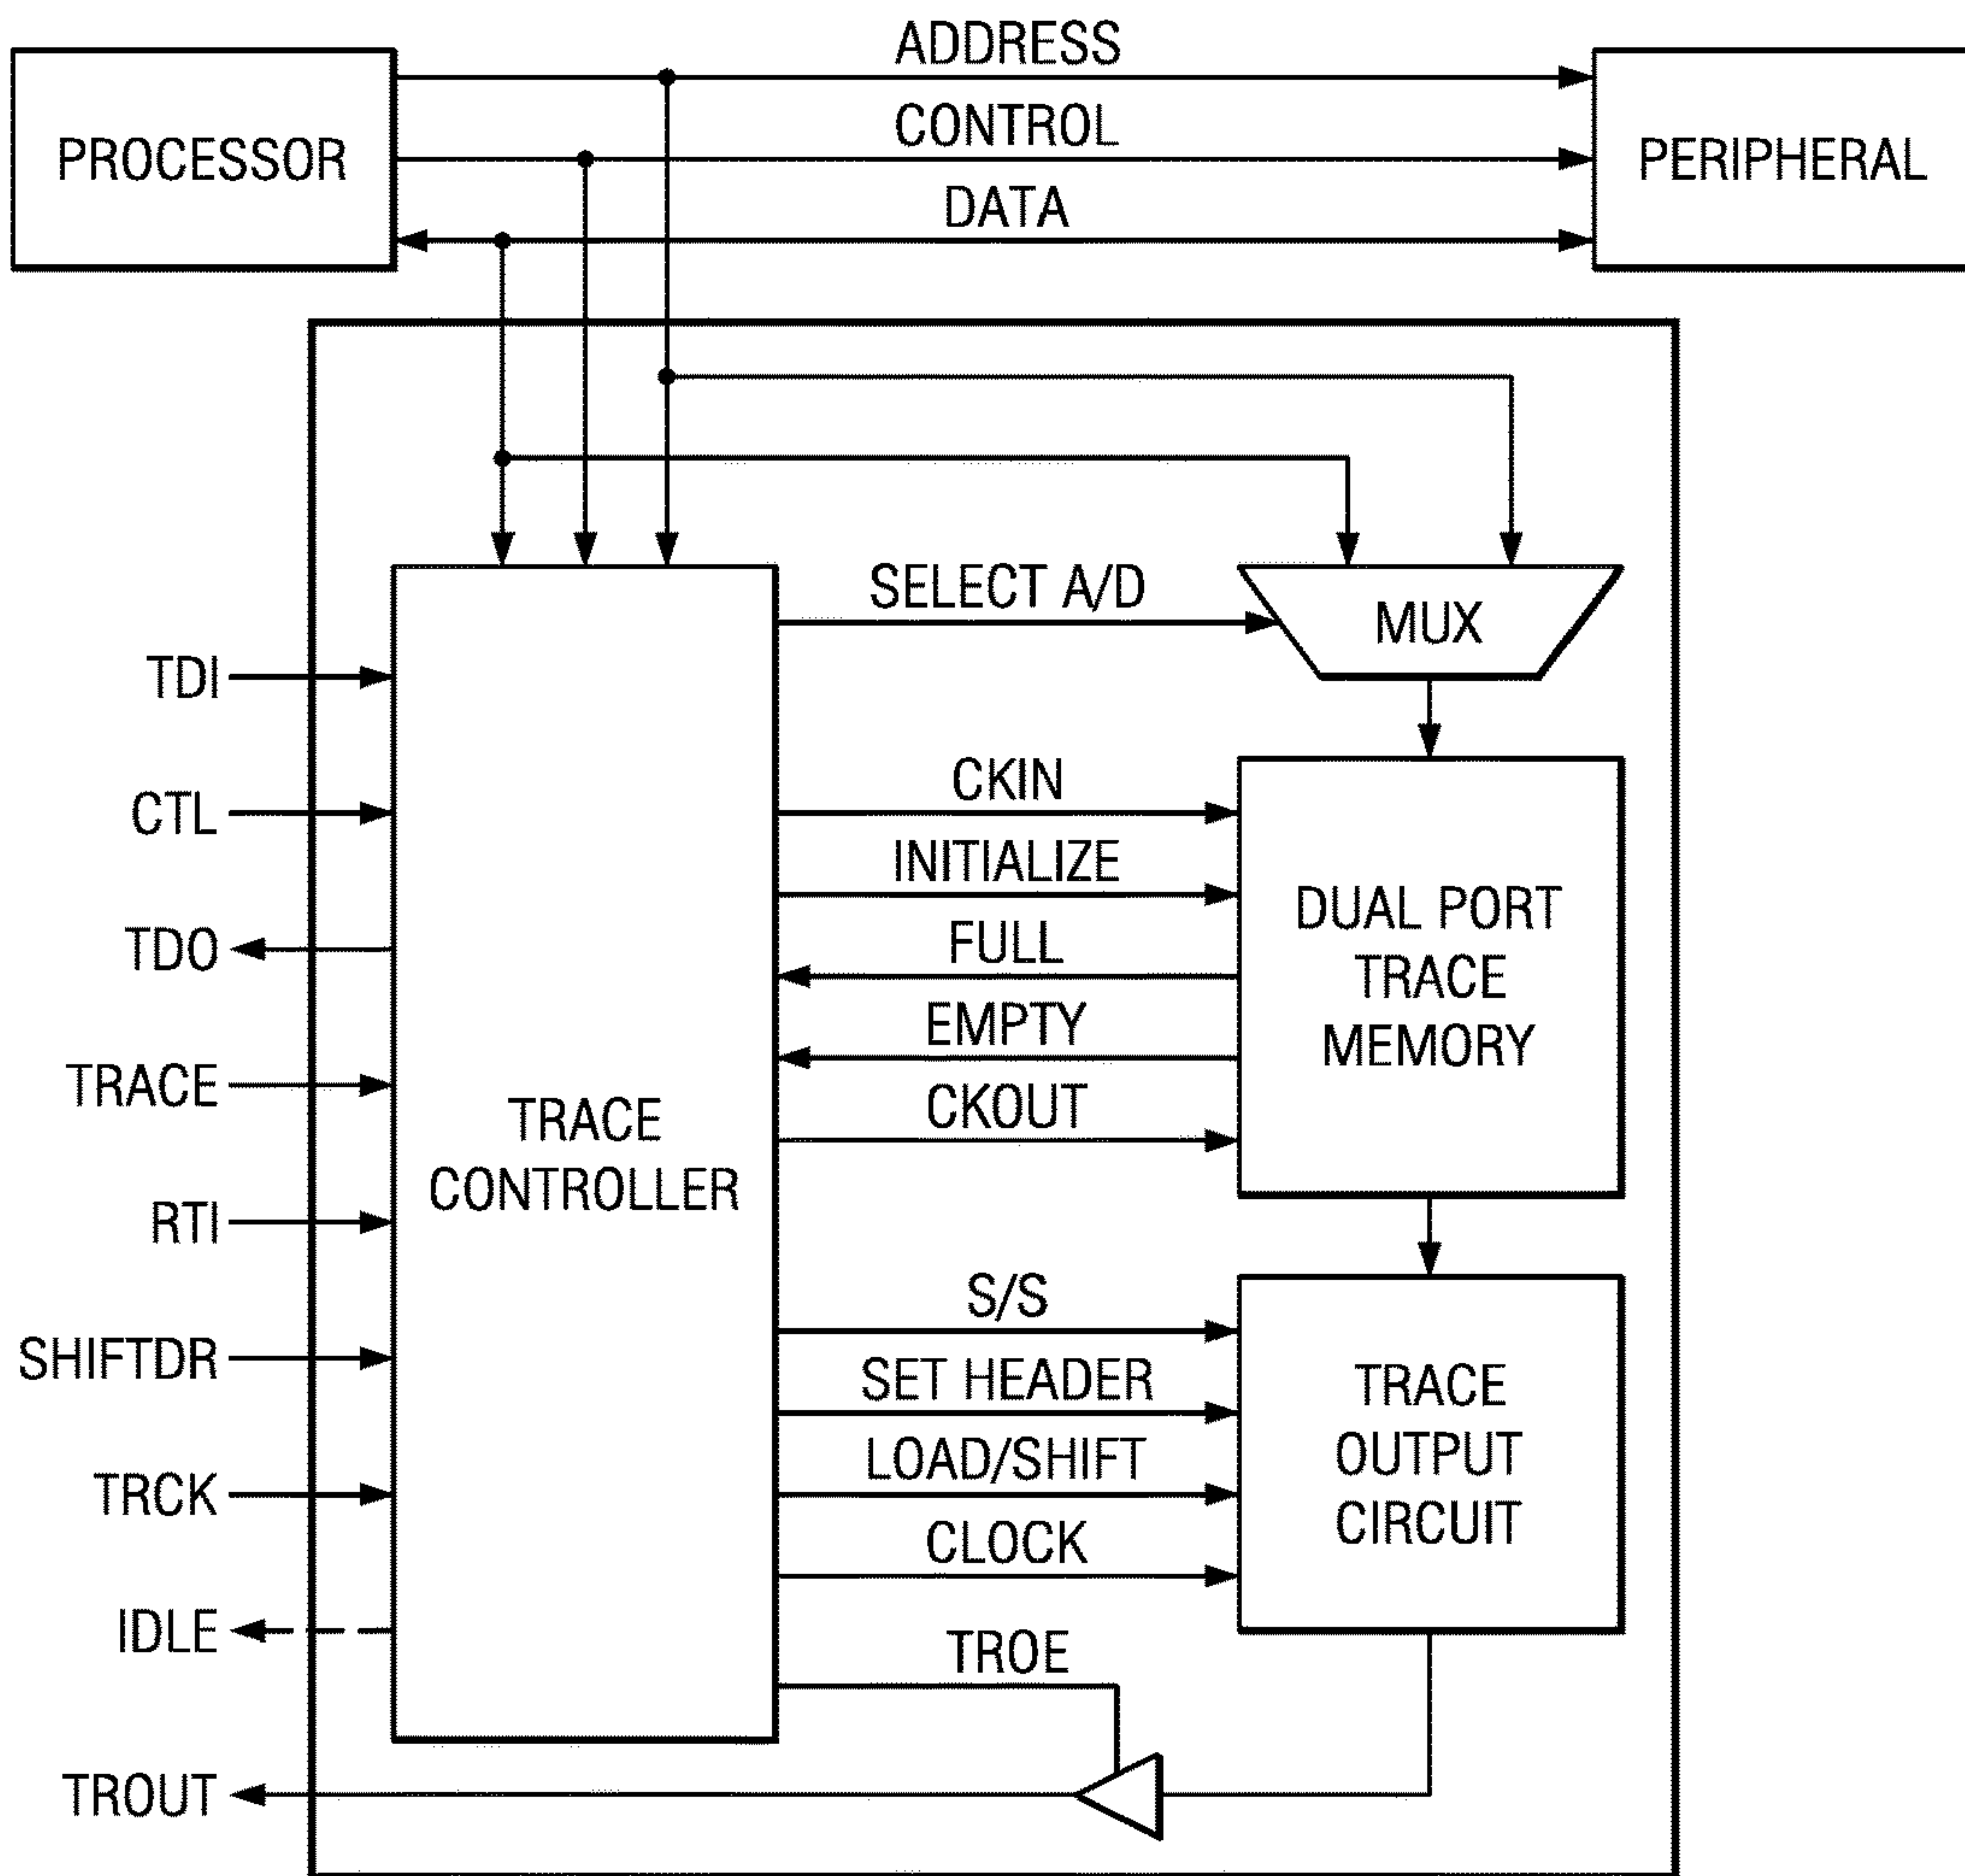 ADDRESS
PROCESSOR
CONTROL
PERIPHERAL
DATA
SELECT A/D
MUX
TDI
CTL
TDO
TRACE
RTI
SHIFTDR
TRCK
IDLE
TROUT
TRACE
CONTROLLER
CKIN
INITIALIZE
FULL
EMPTY
CKOUT
DUAL PORT
TRACE
MEMORY
S/S
SET HEADER
LOAD/SHIFT
CLOCK
TROE
TRACE
OUTPUT
CIRCUIT